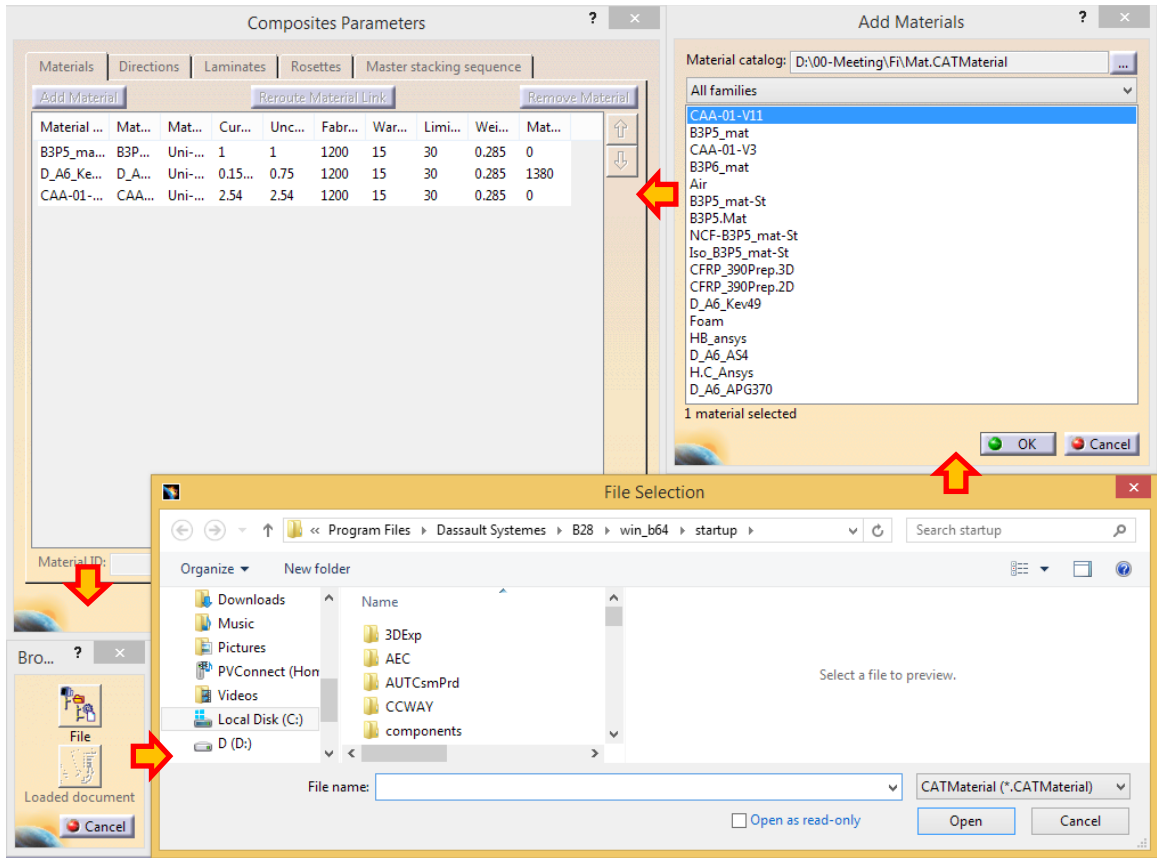 Composites Parameters
?
×
Materials Directions Laminates Rosettes Master stacking sequence
Add Material Reroute Material Link Remove Material
Material ... Mat... Mat... Cur... Unc... Fabr... War... Limi... Wei... Mat...
B3P5_ma... B3P... Uni-... 1 1 1200 15 30 0.285 0
D_A6_Ke... D_A... Uni-... 0.15... 0.75 1200 15 30 0.285 1380
CAA-01-... CAA... Uni-... 2.54 2.54 1200 15 30 0.285 0
Material ID:
Add Materials
?
×
Material catalog: D:\00-Meeting\Fi\Mat.CATMaterial ...
All families
CAA-01-V11
B3P5_mat
CAA-01-V3
B3P6_mat
Air
B3P5_mat-St
B3P5.Mat
NCF-B3P5_mat-St
Iso_B3P5_mat-St
CFRP_390Prep.3D
CFRP_390Prep.2D
D_A6_Kev49
Foam
HB_ansys
D_A6_AS4
H.C_Ansys
D_A6_APG370
1 material selected
OK Cancel
Bro... ? ×
File
Loaded document
Cancel
File Selection
×
« Program Files Dassault Systemes B28 win_b64 startup
Search startup
Organize New folder
Downloads
Music
Pictures
PVConnect (Hom
Videos
Local Disk (C:)
D (D:)
Name
3DExp
AEC
AUTCsmPrd
CCWAY
components
Select a file to preview.
File name: CATMaterial (*.CATMaterial)
Open as read-only
Open Cancel